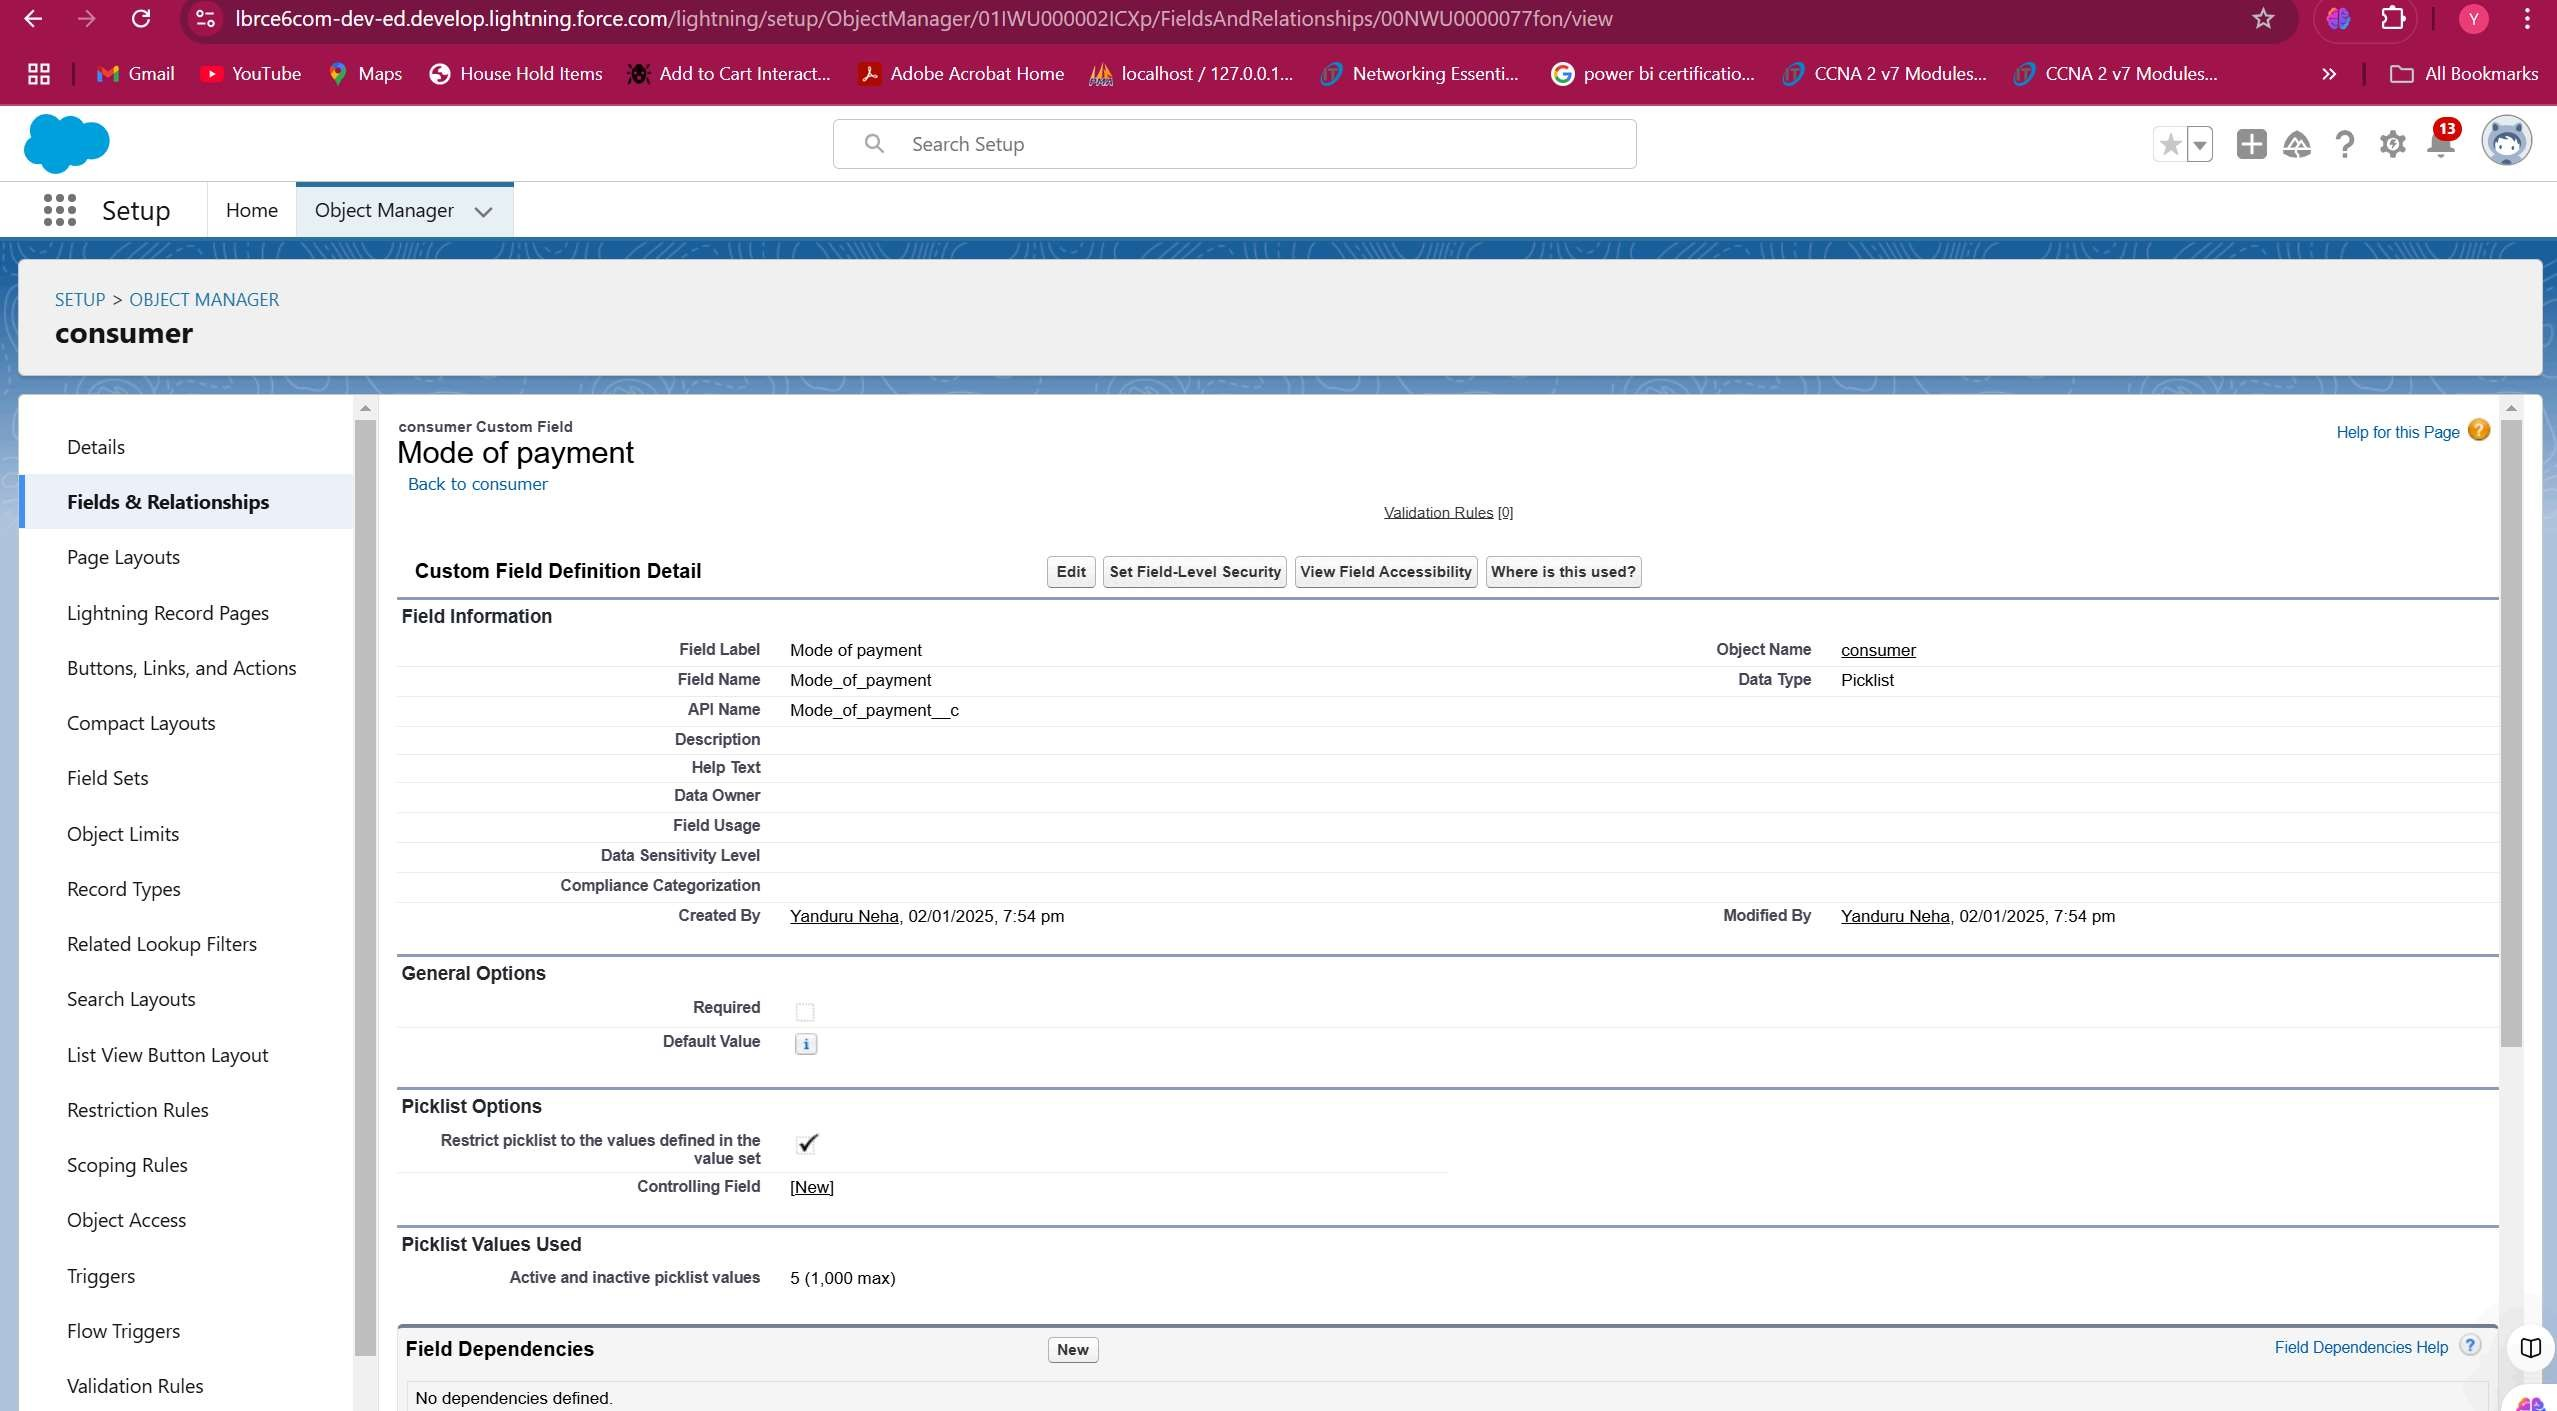 lbrce6com-dev-ed.develop.lightning.force.com/lightning/setup/ObjectManager/01IWU000002ICXp/FieldsAndRelationships/00NWU0000077fon/view
Y
Gmail
YouTube
Maps
House Hold Items
Add to Cart Interact...
Adobe Acrobat Home
localhost / 127.0.0.1...
Networking Essenti...
power bi certificatio...
CCNA 2 v7 Modules...
CCNA 2 v7 Modules...
»
All Bookmarks
Search Setup
13
Setup
Home
Object Manager
SETUP > OBJECT MANAGER
consumer
Details
Fields & Relationships
Page Layouts
Lightning Record Pages
Buttons, Links, and Actions
Compact Layouts
Field Sets
Object Limits
Record Types
Related Lookup Filters
Search Layouts
List View Button Layout
Restriction Rules
Scoping Rules
Object Access
Triggers
Flow Triggers
Validation Rules
consumer Custom Field
Mode of payment
Back to consumer
Help for this Page
Validation Rules [0]
Custom Field Definition Detail
Edit
Set Field-Level Security
View Field Accessibility
Where is this used?
Field Information
Field Label Mode of payment
Object Name consumer
Field Name Mode_of_payment
Data Type Picklist
API Name Mode_of_payment__c
Description
Help Text
Data Owner
Field Usage
Data Sensitivity Level
Compliance Categorization
Created By Yanduru Neha, 02/01/2025, 7:54 pm
Modified By Yanduru Neha, 02/01/2025, 7:54 pm
General Options
Required
Default Value
Picklist Options
Restrict picklist to the values defined in the
value set
Controlling Field [New]
Picklist Values Used
Active and inactive picklist values 5 (1,000 max)
Field Dependencies
New
Field Dependencies Help ?
No dependencies defined.